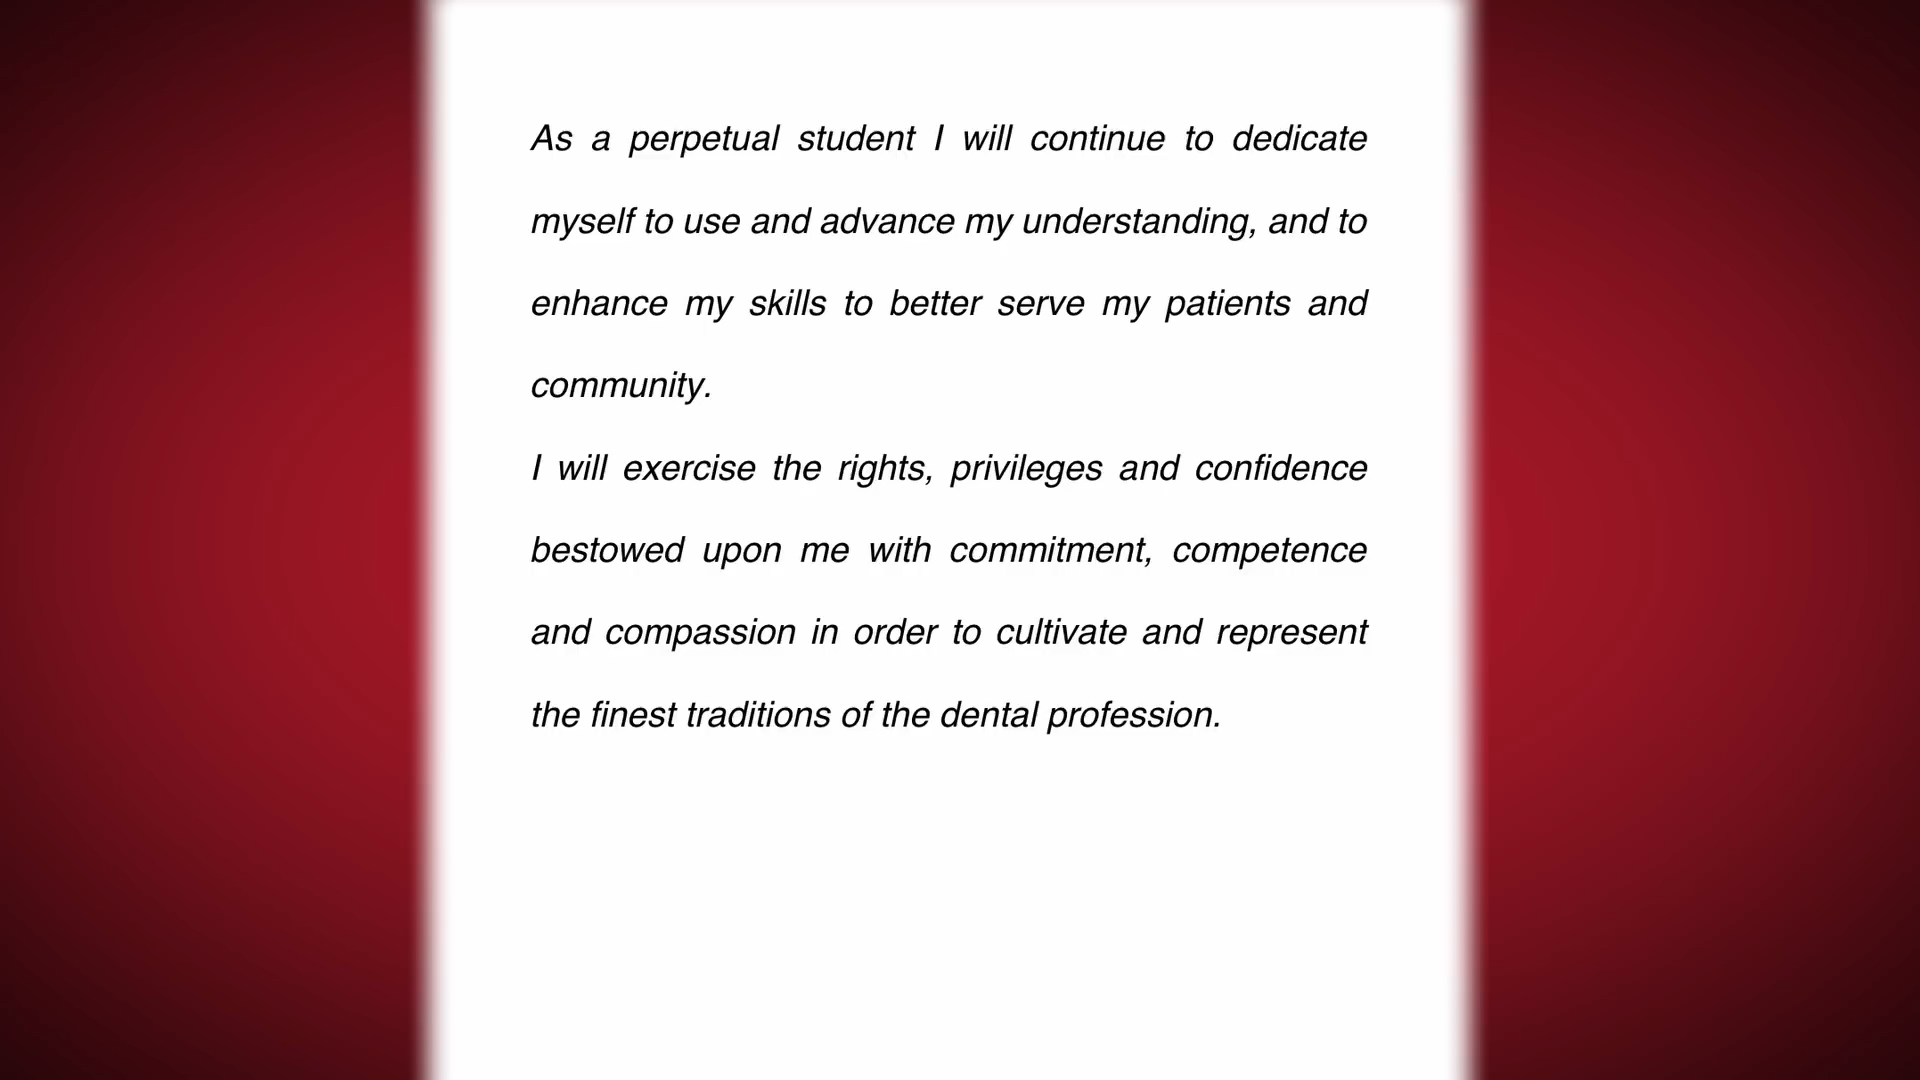 As a perpetual student I will continue to dedicate
myself to use and advance my understanding, and to
enhance my skills to better serve my patients and
community.
I will exercise the rights, privileges and confidence
bestowed upon me with commitment, competence
and compassion in order to cultivate and represent
the finest traditions of the dental profession.